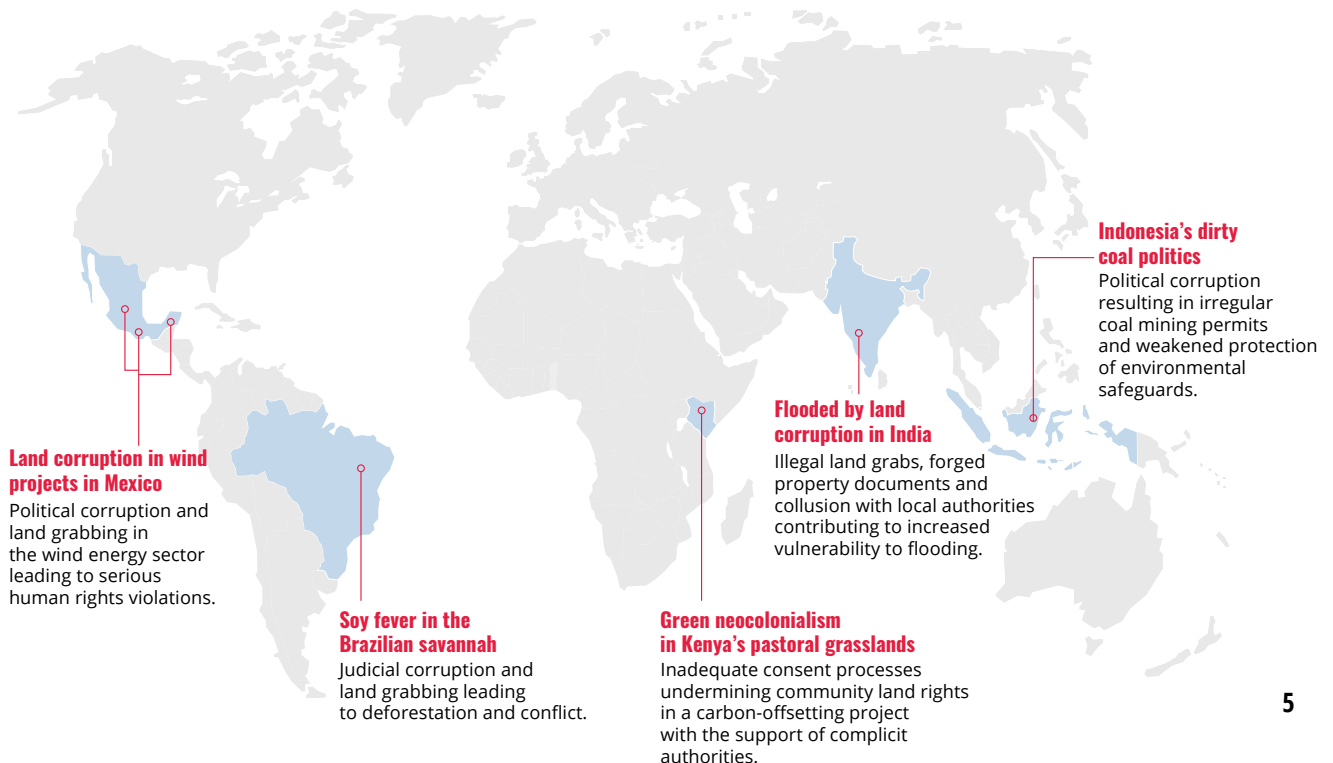 Land corruption in wind
projects in Mexico
Political corruption and
land grabbing in
the wind energy sector
leading to serious
human rights violations.
Soy fever in the
Brazilian savannah
Judicial corruption and
land grabbing leading
to deforestation and conflict.
Green neocolonialism
in Kenya’s pastoral grasslands
Inadequate consent processes
undermining community land rights
in a carbon-offsetting project
with the support of complicit
authorities.
Flooded by land
corruption in India
Illegal land grabs, forged
property documents and
collusion with local authorities
contributing to increased
vulnerability to flooding.
Indonesia’s dirty
coal politics
Political corruption
resulting in irregular
coal mining permits
and weakened protection
of environmental
safeguards.
5